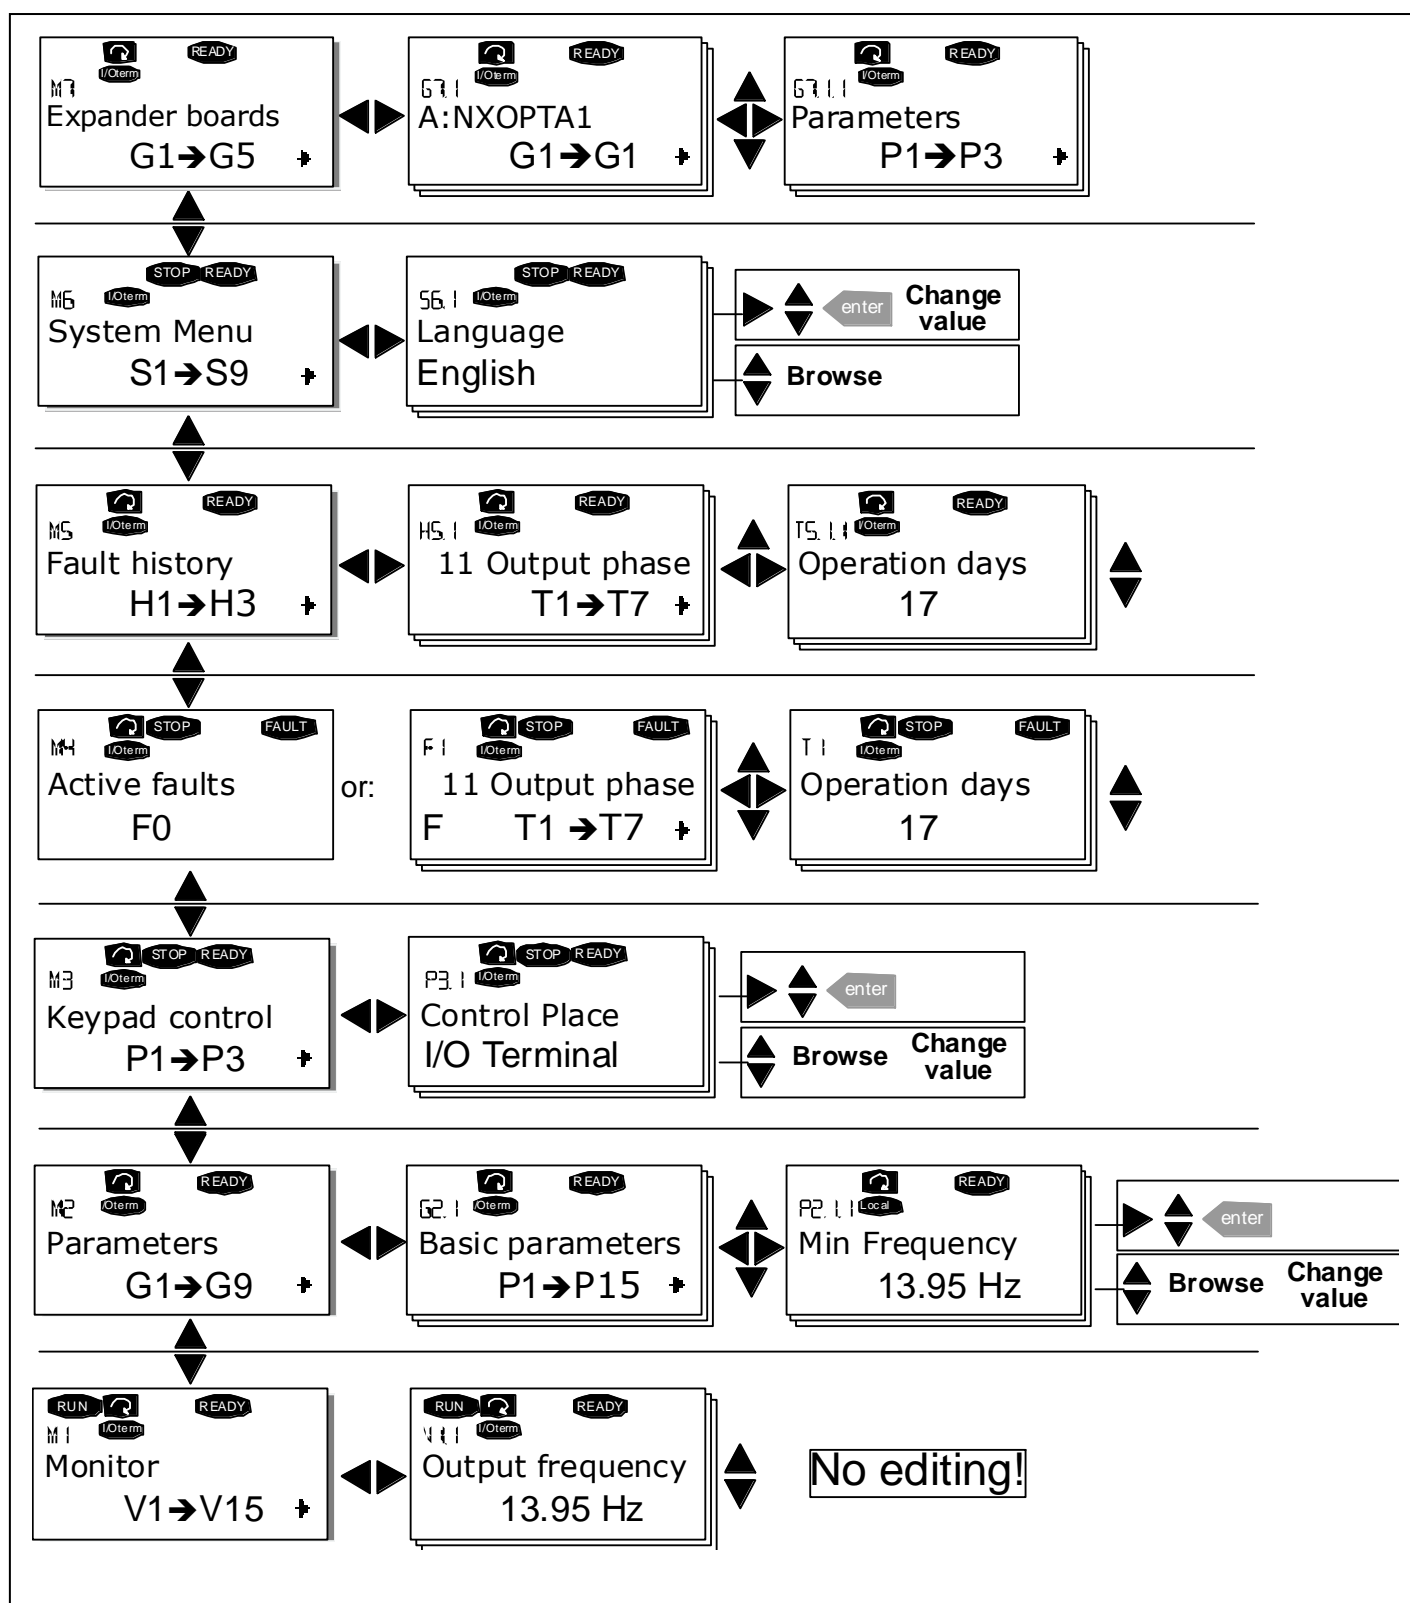 READY
I/Oterm
M7
Expander boards
G1➔G5
READY
I/Oterm
G7.1
A:NXOPTA1
G1➔G1
READY
I/Oterm
G7.1.1
Parameters
P1➔P3
STOP READY
I/Oterm
M6
System Menu
S1➔S9
STOP READY
I/Oterm
S6.1
Language
English
enter
Change
value
Browse
READY
I/Oterm
M5
Fault history
H1➔H3
READY
I/Oterm
H5.1
11 Output phase
T1➔T7
READY
I/Oterm
T5.1.1
Operation days
17
STOP FAULT
I/Oterm
M4
Active faults
F0
or:
STOP FAULT
I/Oterm
F1
11 Output phase
F T1 ➔T7
STOP FAULT
I/Oterm
T1
Operation days
17
STOP READY
I/Oterm
M3
Keypad control
P1➔P3
STOP READY
I/Oterm
P3.1
Control Place
I/O Terminal
enter
Browse
Change
value
READY
I/Oterm
M2
Parameters
G1➔G9
READY
I/Oterm
G2.1
Basic parameters
P1➔P15
READY
Local
P2.1.1
Min Frequency
13.95 Hz
enter
Browse
Change
value
RUN READY
I/Oterm
M1
Monitor
V1➔V15
RUN READY
I/Oterm
V1.1
Output frequency
13.95 Hz
No editing!